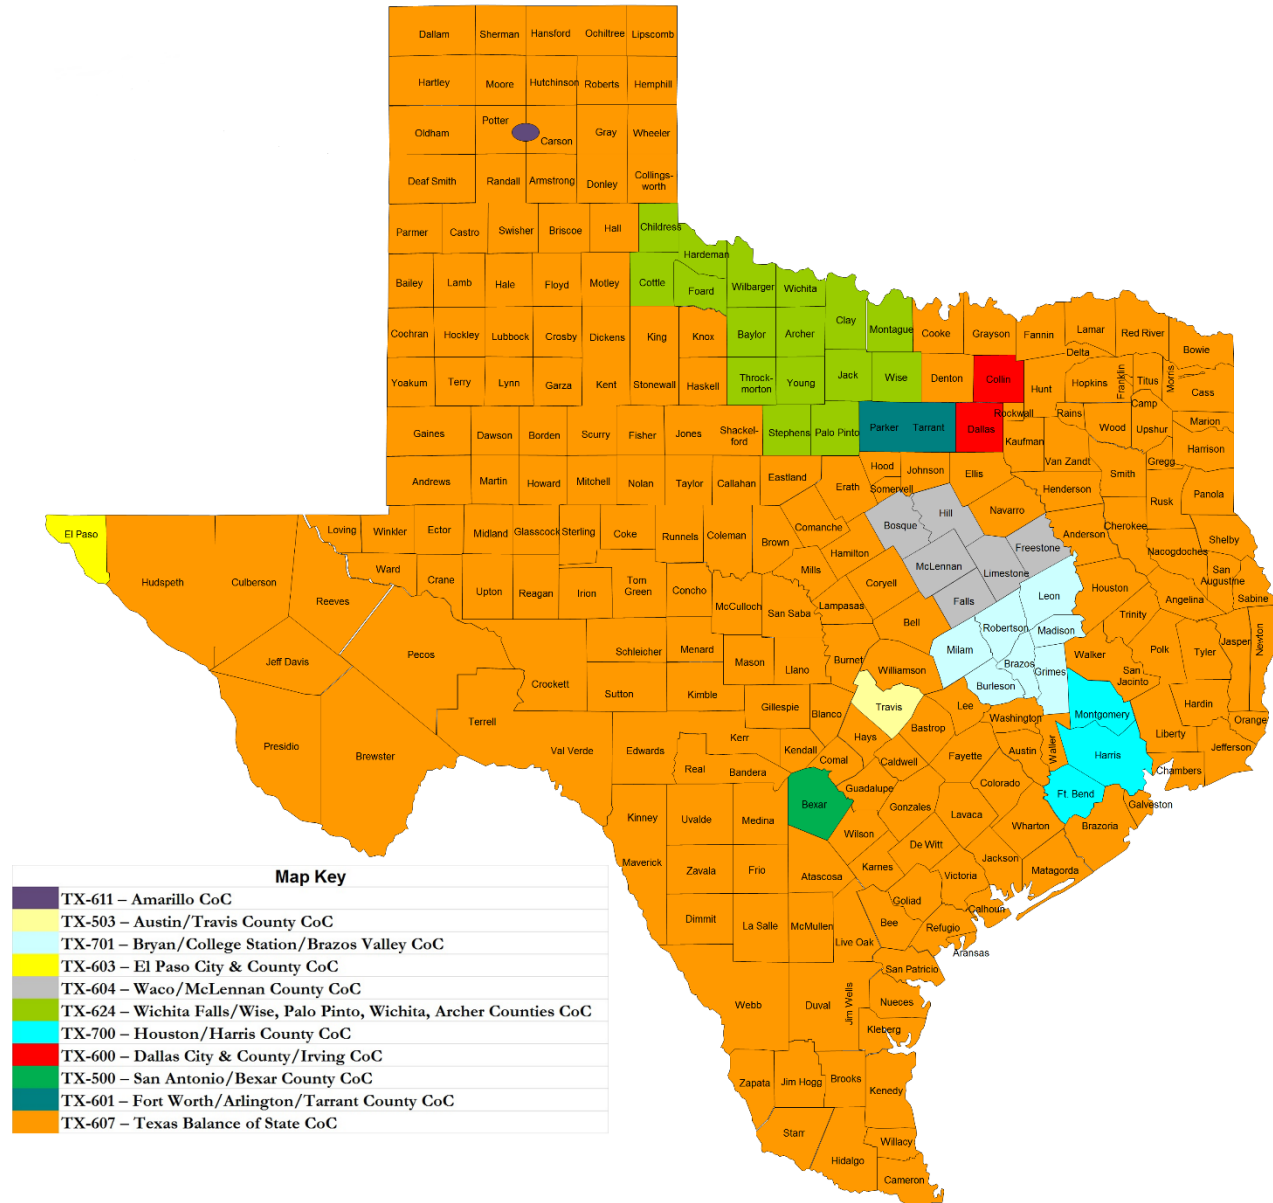 Dallam Sherman Hansford Ochiltree Lipscomb
Hartley Moore Hutchinson Roberts Hemphill
Oldham Potter Carson Gray Wheeler
Deaf Smith Randall Armstrong Donley Collings-
worth
Parmer Castro Swisher Briscoe Hall Childress
Hardeman
Bailey Lamb Hale Floyd Motley Cottle Foard Wilbarger Wichita
Clay Montague
Cochran Hockley Lubbock Crosby Dickens King Knox Baylor Archer Cooke Grayson Fannin Lamar Red River Bowie
Delta
Yoakum Terry Lynn Garza Kent Stonewall Haskell Throck-
morton Young Jack Wise Denton Collin Hunt Hopkins Franklin Titus Morris Cass
Rockwall Rains Camp
Gaines Dawson Borden Scurry Fisher Jones Shackel-
ford Stephens Palo Pinto Parker Tarrant Dallas Kaufman Wood Upshur Marion
Harrison
Van Zandt Gregg
Andrews Martin Howard Mitchell Nolan Taylor Callahan Eastland Erath Hood Johnson Ellis Henderson Smith Rusk Panola
Somervell
El Paso Loving Winkler Ector Midland Glasscock Sterling Coke Runnels Coleman Brown Comanche Bosque Hill Navarro Anderson Cherokee Shelby
Nacogdoches
Hudspeth Culberson Reeves Ward Crane Upton Reagan Irion Tom
Green Concho McCulloch San Saba Mills Hamilton Coryell McLennan Limestone Freestone Houston Angelina San
Augustine Sabine
Lampasas Bell Falls Leon Trinity
Robertson Madison
Jeff Davis Pecos Crockett Schleicher Menard Mason Llano Burnet Williamson Milam Brazos Grimes Walker San
Jacinto Polk Tyler Jasper Newton
Burleson
Presidio Brewster Terrell Val Verde Sutton Kimble Gillespie Blanco Travis Lee Washington Montgomery Hardin Orange
Edwards Kerr Kendall Hays Bastrop Fayette Austin Waller Harris Liberty Jefferson
Real Bandera Comal Caldwell Colorado Chambers
Kinney Uvalde Medina Bexar Guadalupe Gonzales Lavaca Wharton Ft. Bend Brazoria Galveston
Wilson De Witt
Maverick Zavala Frio Atascosa Karnes Victoria Jackson Matagorda
Goliad Calhoun
Dimmit La Salle McMullen Live Oak Bee Refugio Aransas
San Patricio
Webb Duval Jim Wells Nueces
Kleberg
Zapata Jim Hogg Brooks Kenedy
Starr Hidalgo Willacy
Cameron
Map Key
TX-611 – Amarillo CoC
TX-503 – Austin/Travis County CoC
TX-701 – Bryan/College Station/Brazos Valley CoC
TX-603 – El Paso City & County CoC
TX-604 – Waco/McLennan County CoC
TX-624 – Wichita Falls/Wise, Palo Pinto, Wichita, Archer Counties CoC
TX-700 – Houston/Harris County CoC
TX-600 – Dallas City & County/Irving CoC
TX-500 – San Antonio/Bexar County CoC
TX-601 – Fort Worth/Arlington/Tarrant County CoC
TX-607 – Texas Balance of State CoC